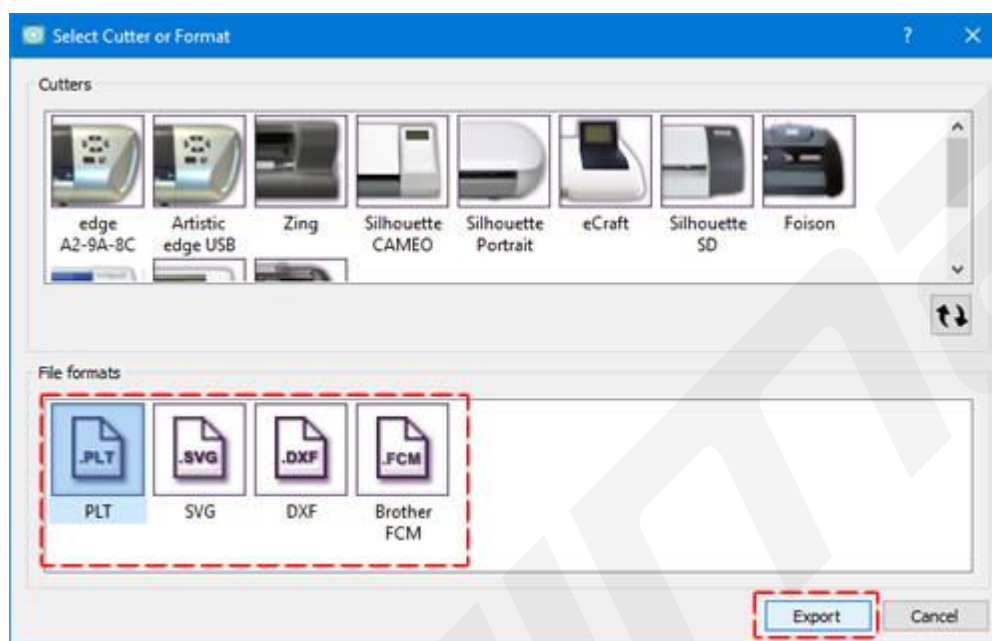 Select Cutter or Format
?
Cutters
edge A2-9A-8C
Artistic edge USB
Zing
Silhouette CAMEO
Silhouette Portrait
eCraft
Silhouette SD
Foison
File formats
.PLT
.SVG
.DXF
.FCM
PLT
SVG
DXF
Brother FCM
Export
Cancel